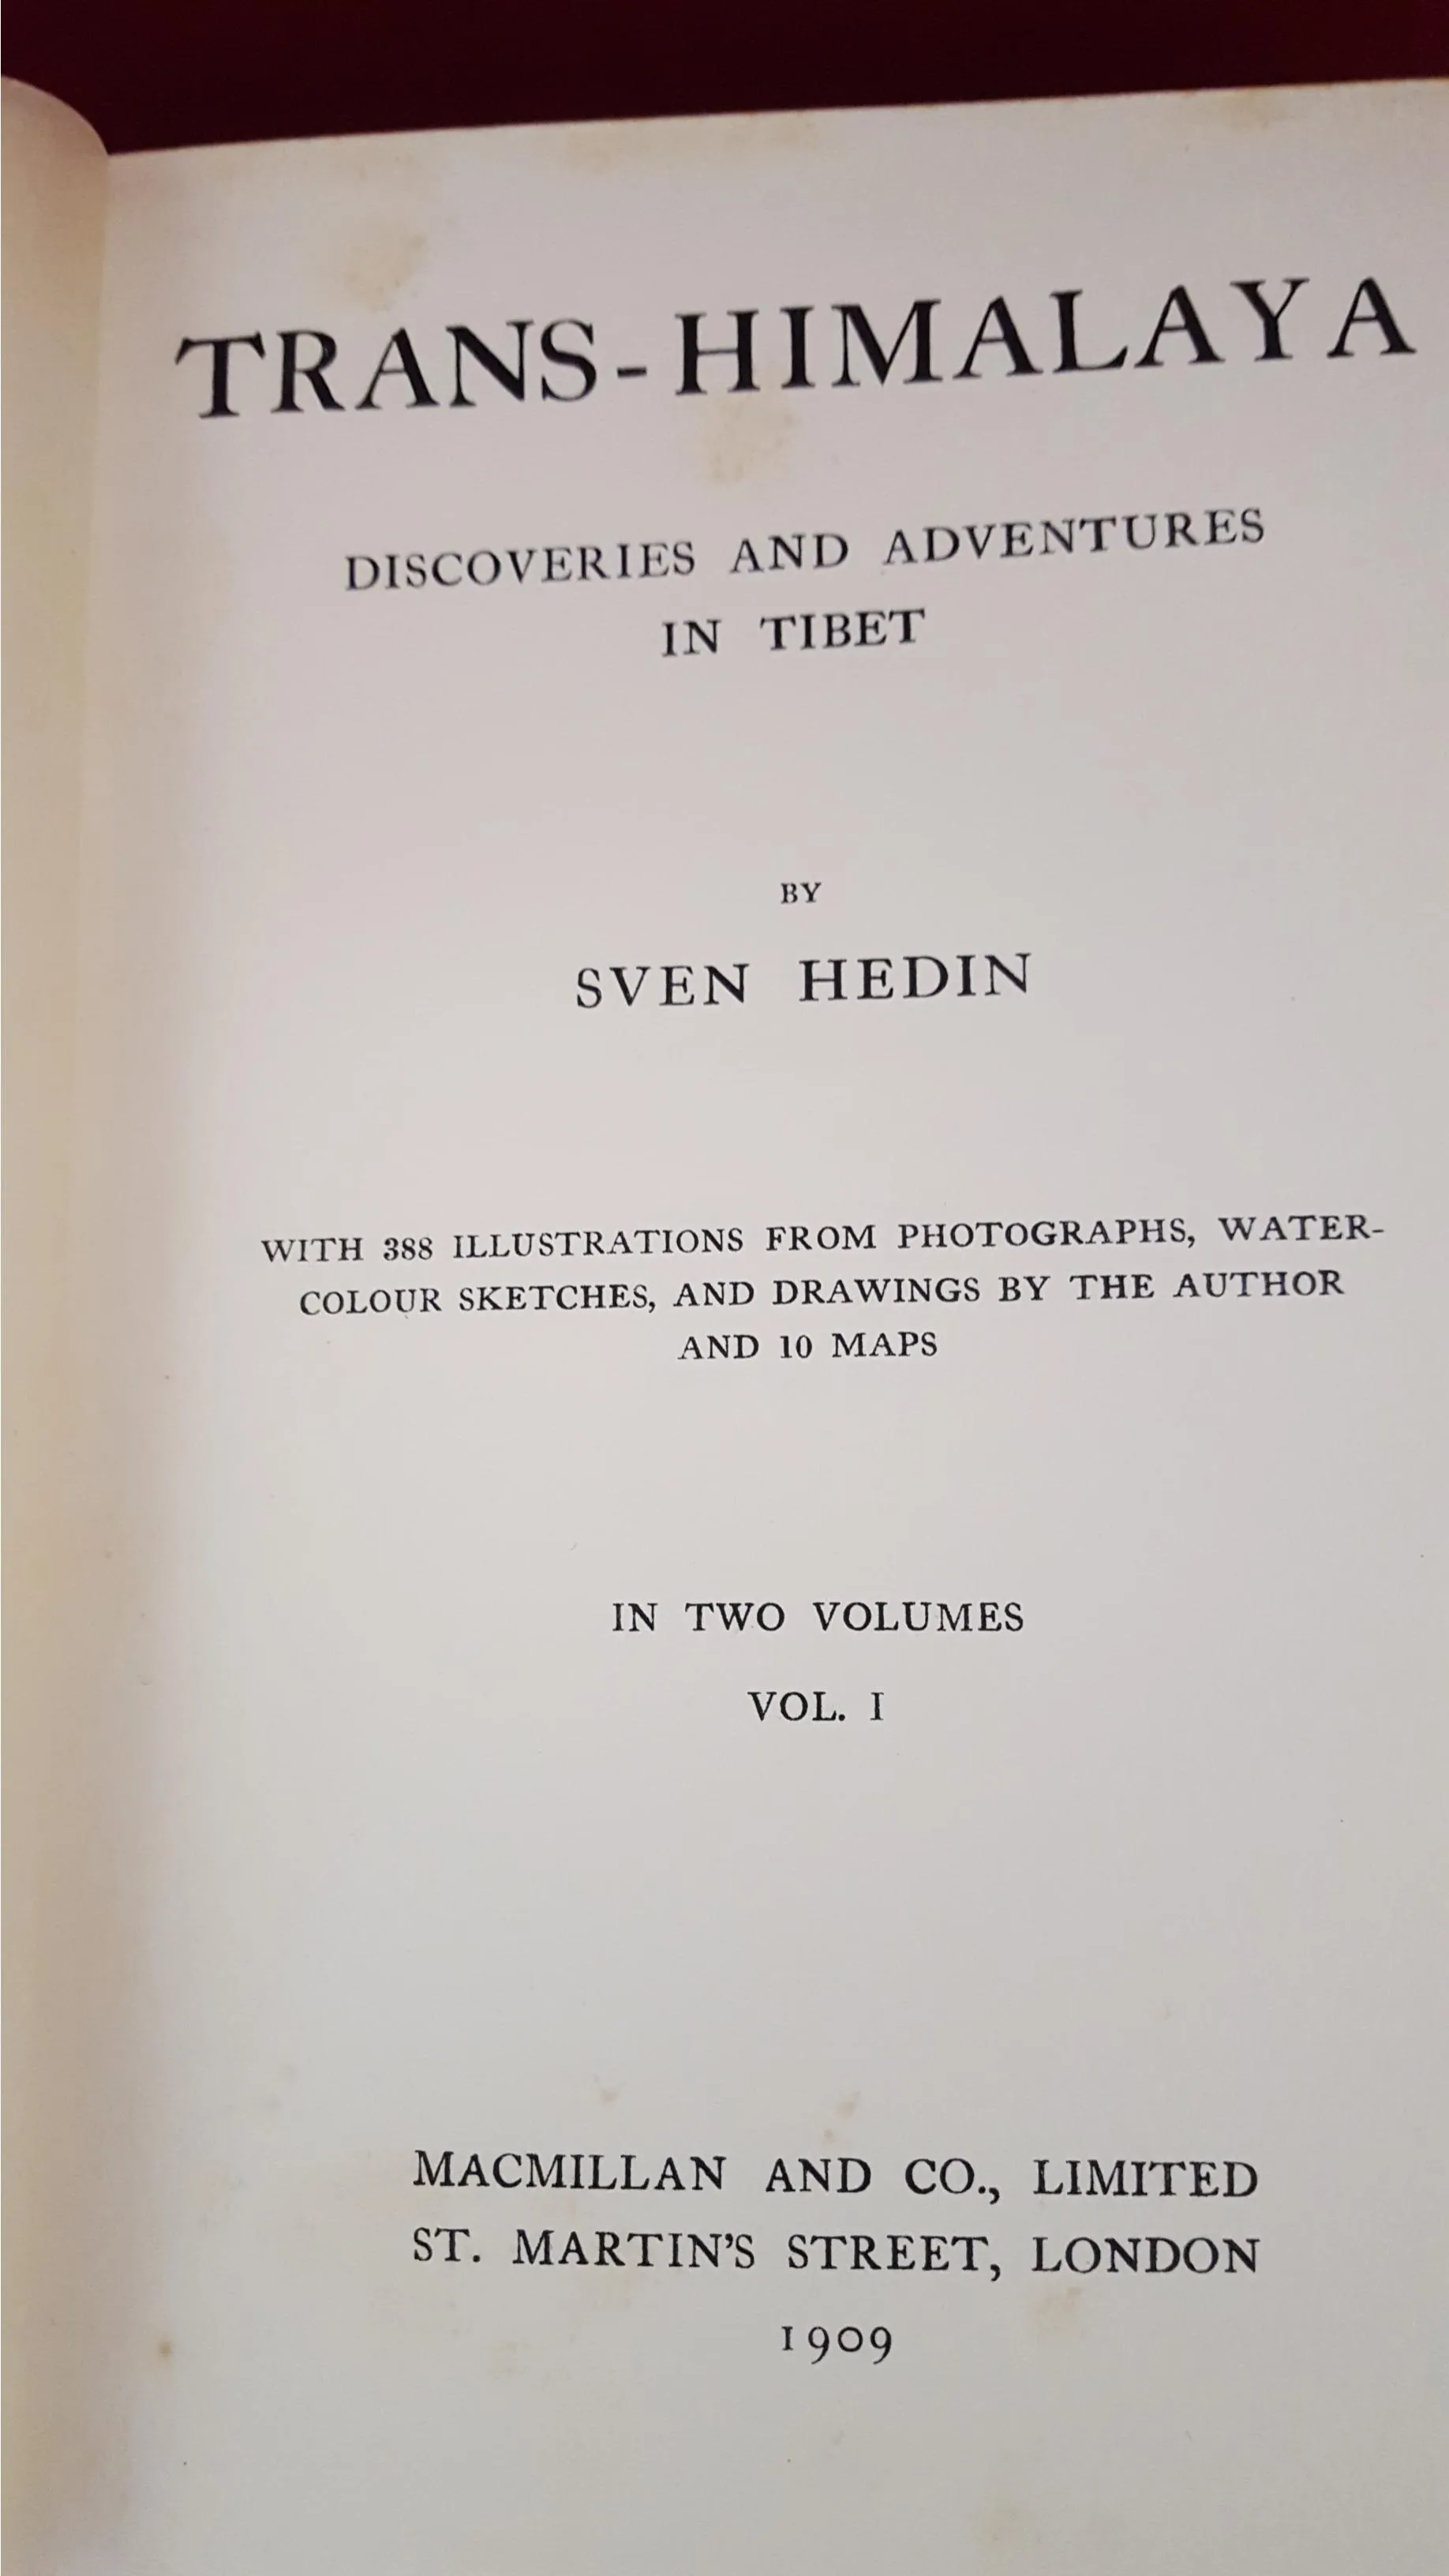 TRANS-HIMALAYA
DISCOVERIES AND ADVENTURES
IN TIBET
BY
SVEN HEDIN
WITH 388 ILLUSTRATIONS FROM PHOTOGRAPHS, WATER-
COLOUR SKETCHES, AND DRAWINGS BY THE AUTHOR
AND 10 MAPS
IN TWO VOLUMES
VOL. I
MACMILLAN AND CO., LIMITED
ST. MARTIN'S STREET, LONDON
1909